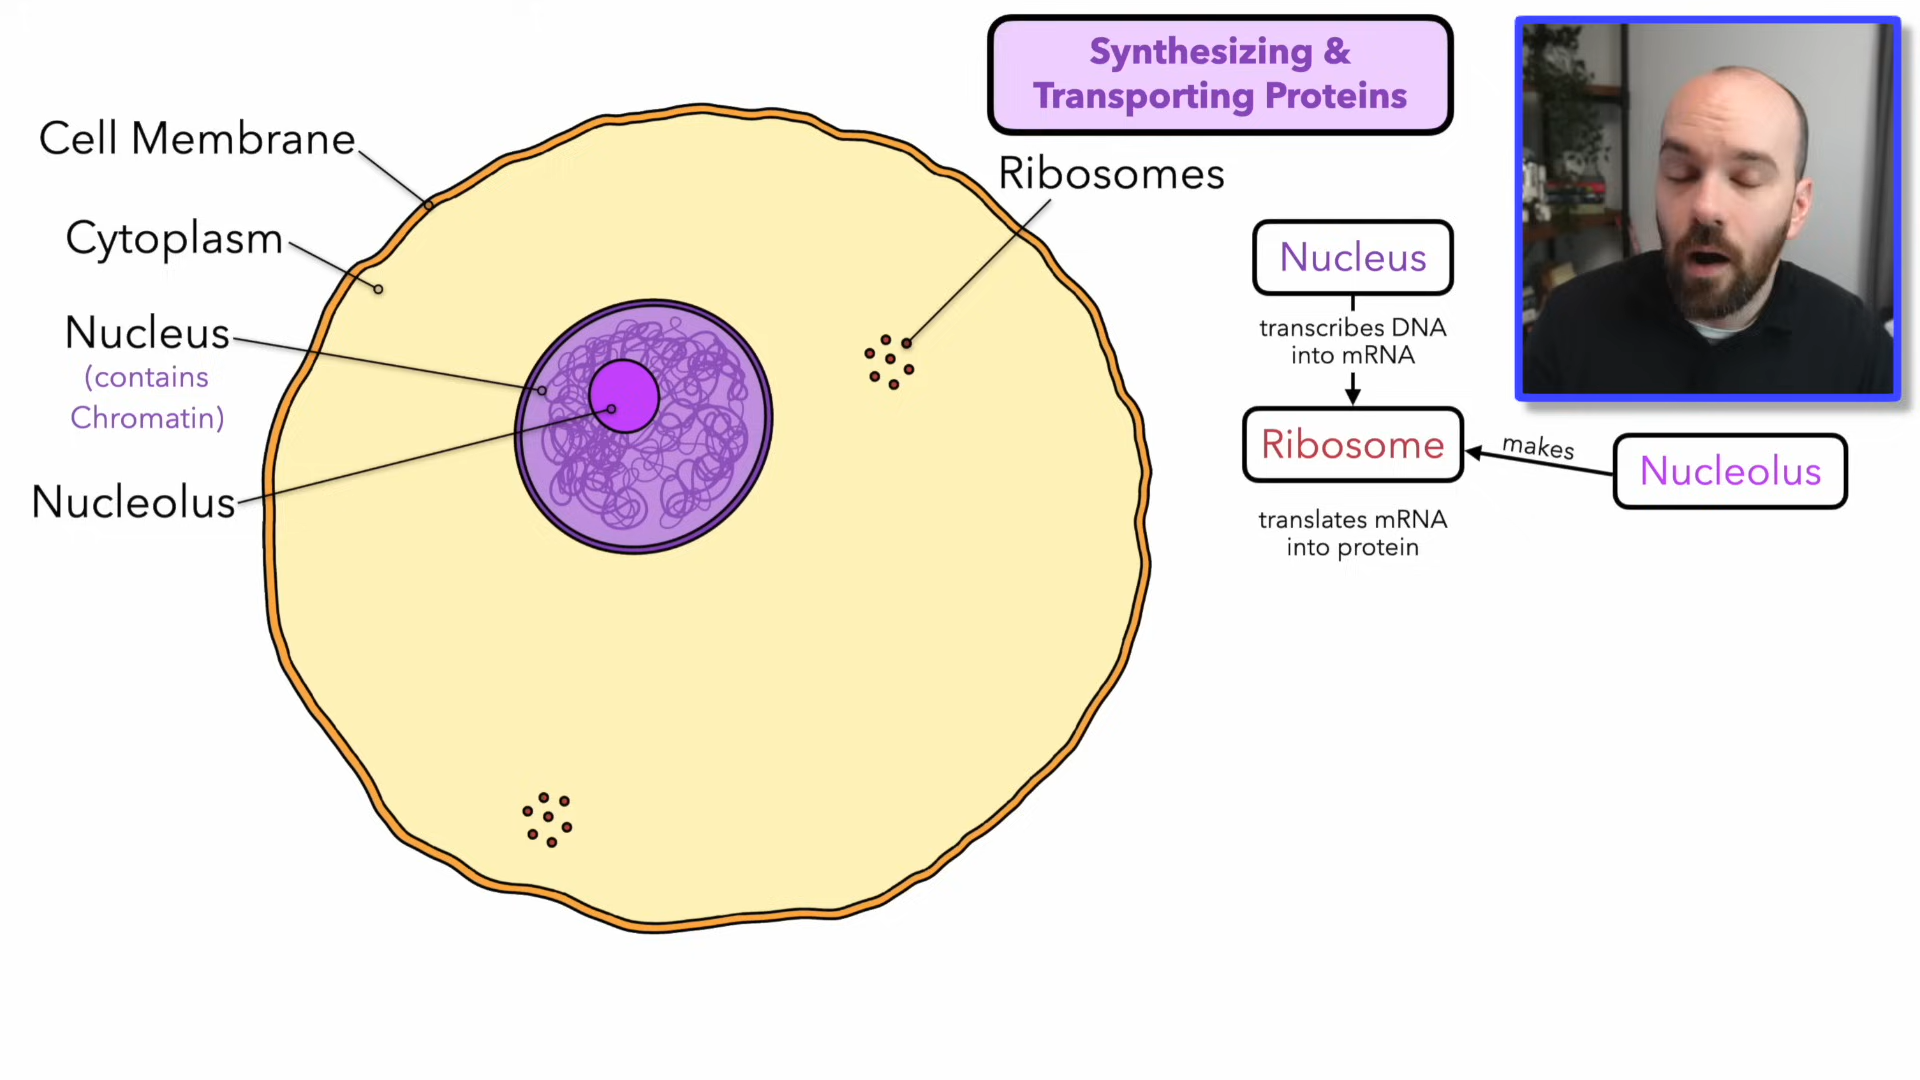 Synthesizing &
Transporting Proteins
Cell Membrane
Cytoplasm
Nucleus
(contains
Chromatin)
Nucleolus
Ribosomes
Nucleus
transcribes DNA
into mRNA
Ribosome
makes
Nucleolus
translates mRNA
into protein